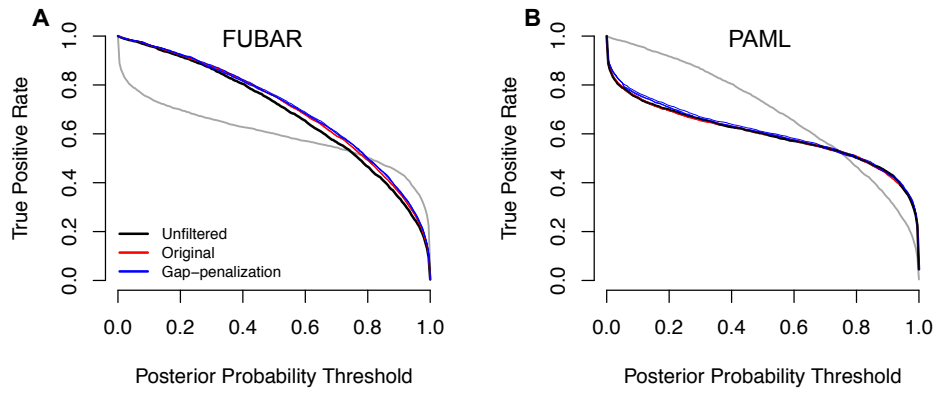 A
FUBAR
True Positive Rate
1.0
0.8
0.6
0.4
0.2
0.0
Unfiltered
Original
Gap−penalization
0.0 0.2 0.4 0.6 0.8 1.0
Posterior Probability Threshold
B
PAML
True Positive Rate
1.0
0.8
0.6
0.4
0.2
0.0
0.0 0.2 0.4 0.6 0.8 1.0
Posterior Probability Threshold